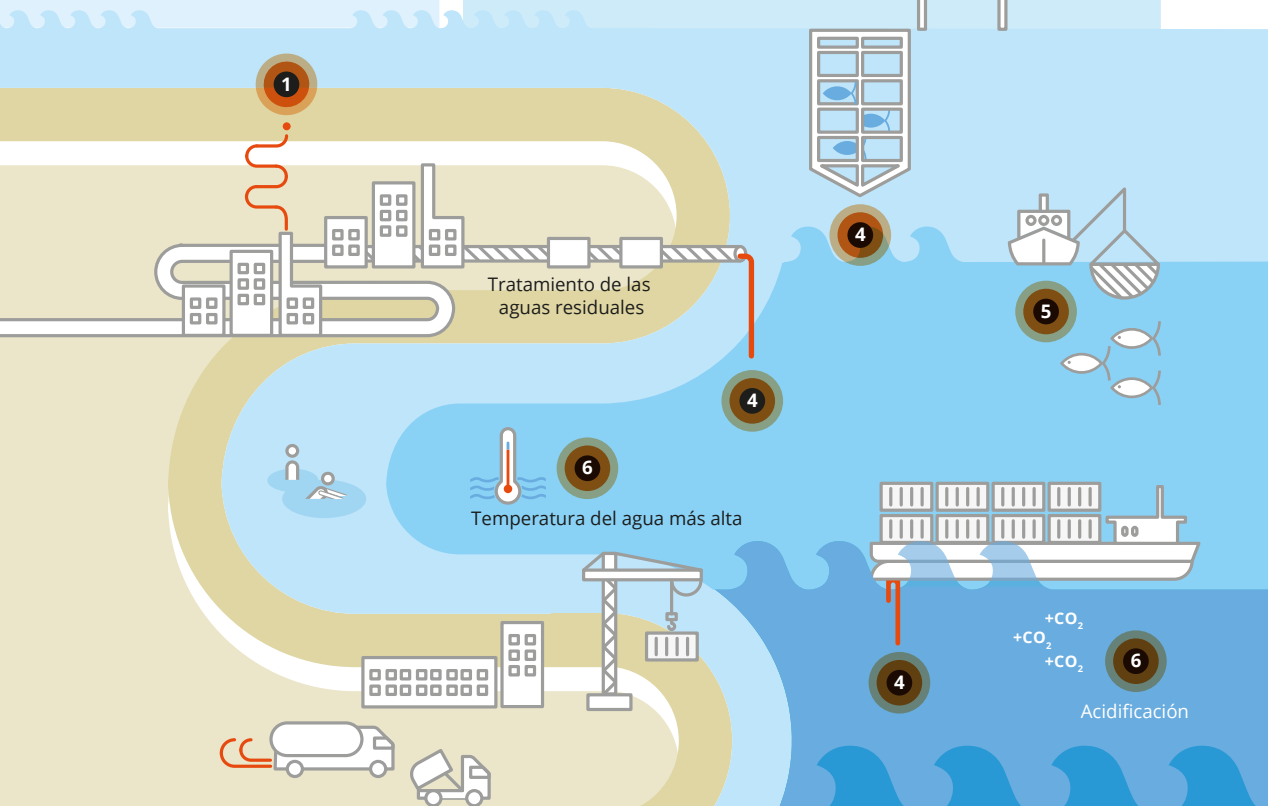 1
4
5
Tratamiento de las
aguas residuales
4
6
Temperatura del agua más alta
+CO₂
+CO₂
+CO₂
4
6
Acidificación